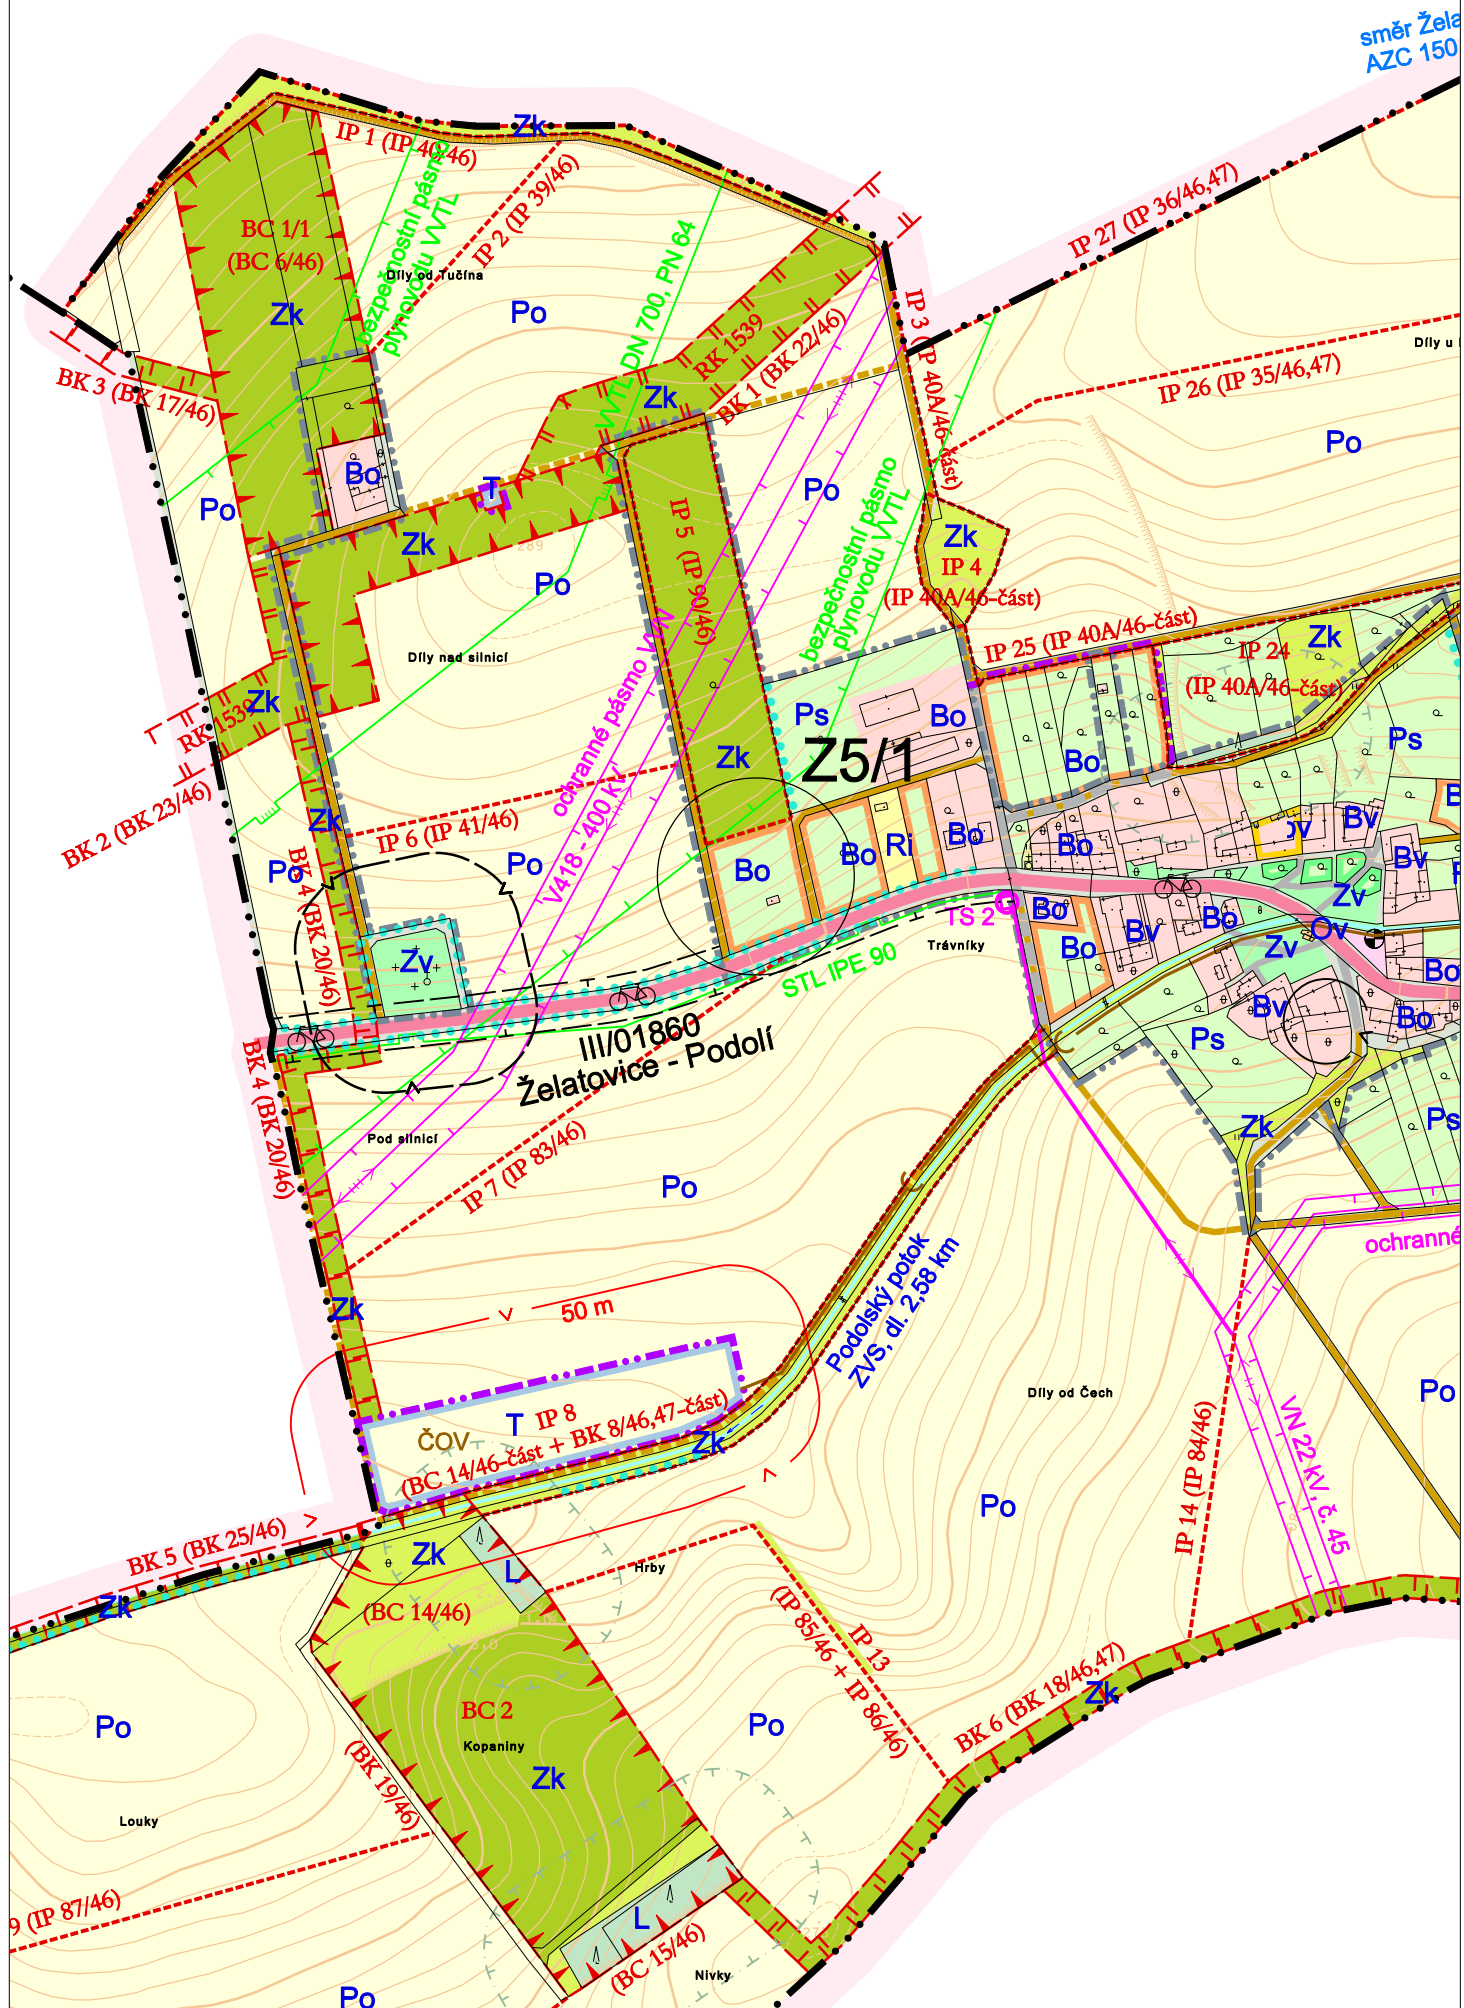 směr Žela
AZC 150
Zk
IP 1 (IP 40/46)
bezpečnostní pásmo
plynovodu VVTL
IP 2 (IP 39/46)
BC 1/1
(BC 6/46)
Zk
Díly od Tučína
Po
VVTL DN 700, PN 64
IP 27 (IP 36/46,47)
IP 3 (IP 40A/46-část)
RK 1539
BK 1 (BK 22/46)
Zk
Díly u
IP 26 (IP 35/46,47)
BK 3 (BK 17/46)
Po
Po
Bo
T
Po
Po
bezpečnostní pásmo
plynovodu VVTL
IP 5 (IP 90/46)
Zk
289
Po
Zk
IP 4
(IP 40A/46-část)
IP 25 (IP 40A/46-část)
Díly nad silnicí
ochranné pásmo VVN
V418 - 400 kV
Zk
IP 24
(IP 40A/46-část)
Zk
RK 1539
Ps
Bo
Z5/1
Zk
Bo
Ps
BK 2 (BK 23/46)
Zk
IP 6 (IP 41/46)
Po
Po
BK 4 (BK 20/46)
Bo
Bo
Ri
Bo
Bo
Bv
Bv
Zv
TS 2
Bo
Bo
Bv
Bo
Zv
Ov
Bo
Zv
STL IPE 90
Trávníky
Bv
Bo
Ps
III/01860
Želatovice - Podolí
BK 4 (BK 20/46)
Pod silnicí
IP 7 (IP 83/46)
Po
Zk
Ps
ochranné
Podolský potok
ZVS, dl. 2,58 km
Zk
50 m
Díly od Čech
Po
IP 14 (IP 84/46)
VN 22 kV, č. 45
T
IP 8
(BC 14/46-část + BK 8/46,47-část)
ČOV
Zk
Po
BK 5 (BK 25/46)
Zk
Zk
L
(BC 14/46)
Hrby
IP 13
(IP 85/46 + IP 86/46)
BK 6 (BK 18/46,47)
Zk
Po
BC 2
Kopaniny
Zk
Po
(BK 19/46)
Louky
9 (IP 87/46)
L
(BC 15/46)
Nivky
Po